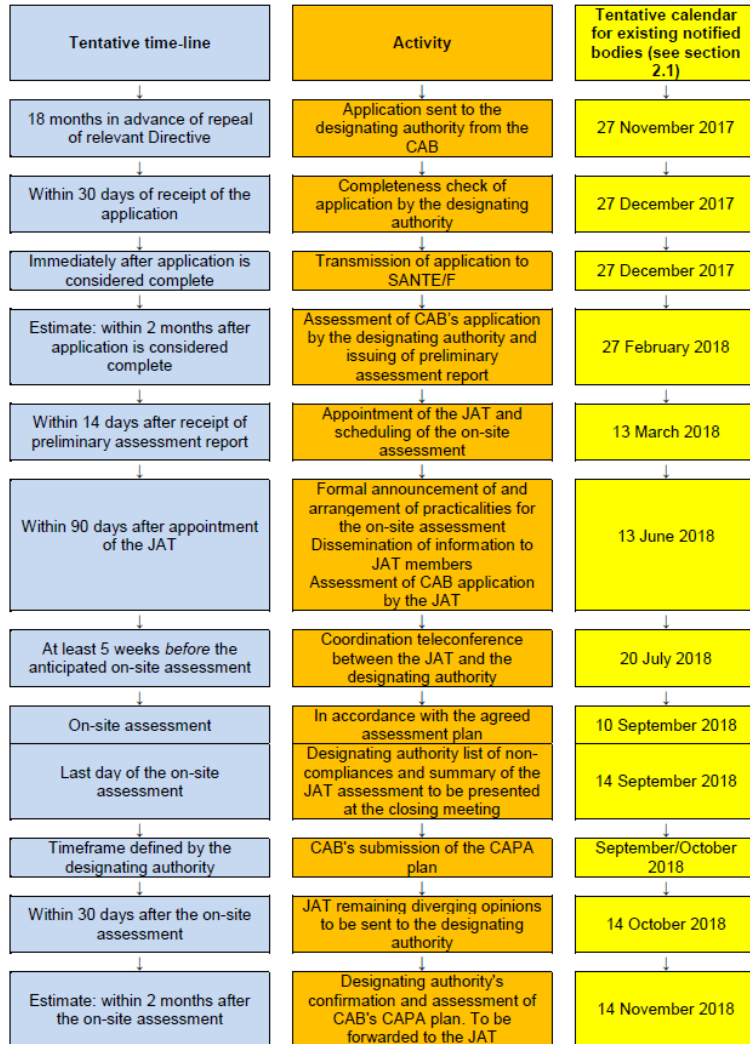 Tentative time-line
Activity
Tentative calendar
for existing notified
bodies (see section
2.1)
↓
↓
↓
18 months in advance of repeal
of relevant Directive
Application sent to the
designating authority from the
CAB
27 November 2017
↓
↓
↓
Within 30 days of receipt of the
application
Completeness check of
application by the designating
authority
27 December 2017
↓
↓
↓
Immediately after application is
considered complete
Transmission of application to
SANTE/F
27 December 2017
↓
↓
↓
Estimate: within 2 months after
application is considered
complete
Assessment of CAB's application
by the designating authority and
issuing of preliminary
assessment report
27 February 2018
↓
↓
↓
Within 14 days after receipt of
preliminary assessment report
Appointment of the JAT and
scheduling of the on-site
assessment
13 March 2018
↓
↓
↓
Within 90 days after appointment
of the JAT
Formal announcement of and
arrangement of practicalities for
the on-site assessment
Dissemination of information to
JAT members
Assessment of CAB application
by the JAT
13 June 2018
↓
↓
↓
At least 5 weeks before the
anticipated on-site assessment
Coordination teleconference
between the JAT and the
designating authority
20 July 2018
↓
↓
↓
On-site assessment
In accordance with the agreed
assessment plan
10 September 2018
Last day of the on-site
assessment
Designating authority list of non-
compliances and summary of the
JAT assessment to be presented
at the closing meeting
14 September 2018
↓
↓
↓
Timeframe defined by the
designating authority
CAB's submission of the CAPA
plan
September/October
2018
↓
↓
↓
Within 30 days after the on-site
assessment
JAT remaining diverging opinions
to be sent to the designating
authority
14 October 2018
↓
↓
↓
Estimate: within 2 months after
the on-site assessment
Designating authority's
confirmation and assessment of
CAB's CAPA plan. To be
forwarded to the JAT
14 November 2018